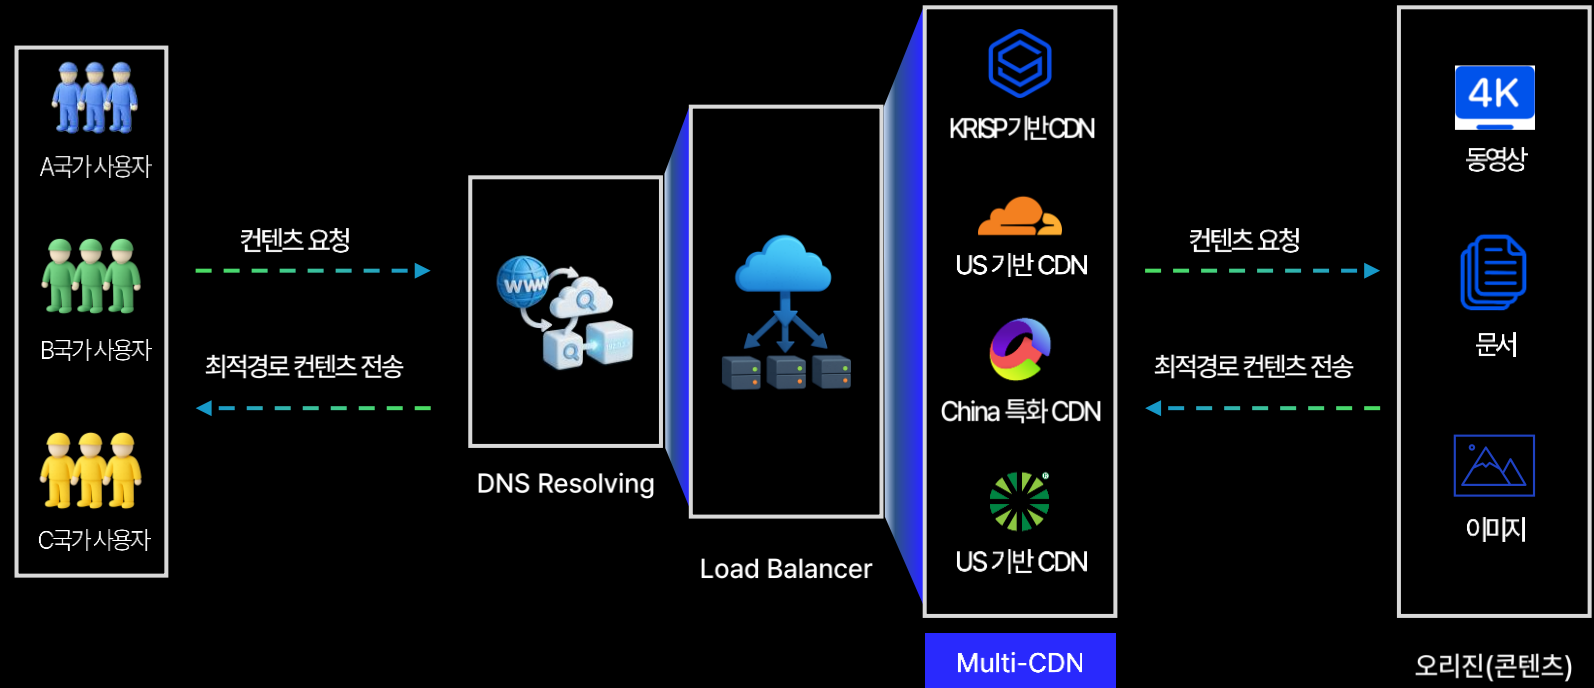 A국가 사용자
B국가 사용자
C국가 사용자
컨텐츠 요청
최적경로 컨텐츠 전송
WWW
DNS Resolving
Load Balancer
KRISP기반CDN
US 기반 CDN
China 특화 CDN
US 기반 CDN
Multi-CDN
컨텐츠 요청
최적경로 컨텐츠 전송
4K
동영상
문서
이미지
오리진(콘텐츠)